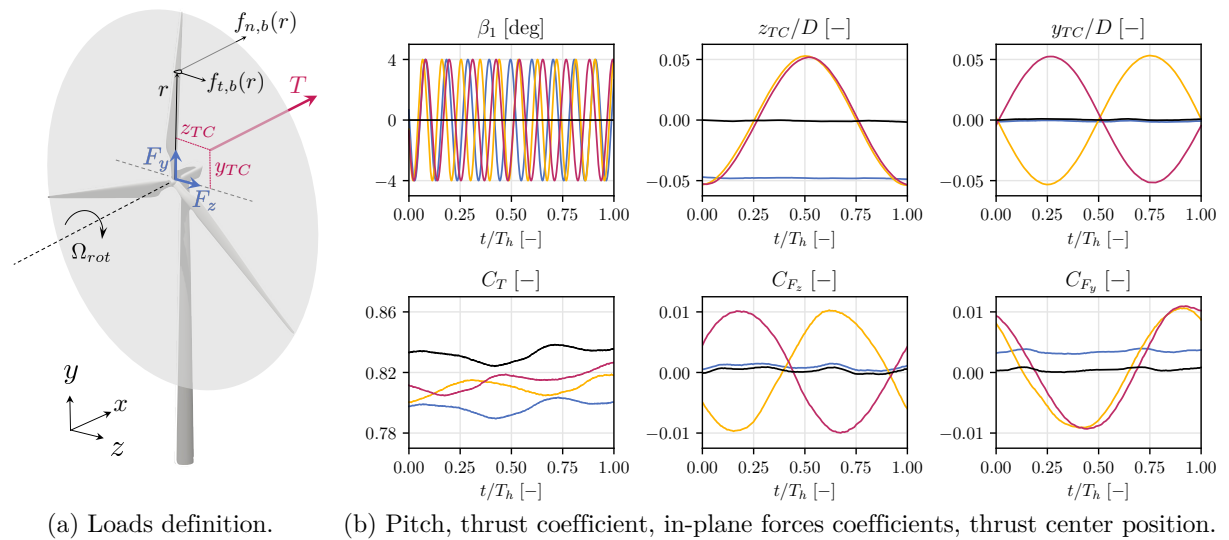 f_{n,b}(r)
f_{t,b}(r)
r
T
z_{TC}
F_y
y_{TC}
F_z
Ω_{rot}
y
x
z
β_1 [deg]
4
0
−4
0.00 0.25 0.50 0.75 1.00
t/T_h [−]
z_{TC}/D [−]
0.05
0.00
−0.05
0.00 0.25 0.50 0.75 1.00
t/T_h [−]
y_{TC}/D [−]
0.05
0.00
−0.05
0.00 0.25 0.50 0.75 1.00
t/T_h [−]
C_T [−]
0.86
0.82
0.78
0.00 0.25 0.50 0.75 1.00
t/T_h [−]
C_{F_z} [−]
0.01
0.00
−0.01
0.00 0.25 0.50 0.75 1.00
t/T_h [−]
C_{F_y} [−]
0.01
0.00
−0.01
0.00 0.25 0.50 0.75 1.00
t/T_h [−]
(a) Loads definition.
(b) Pitch, thrust coefficient, in-plane forces coefficients, thrust center position.